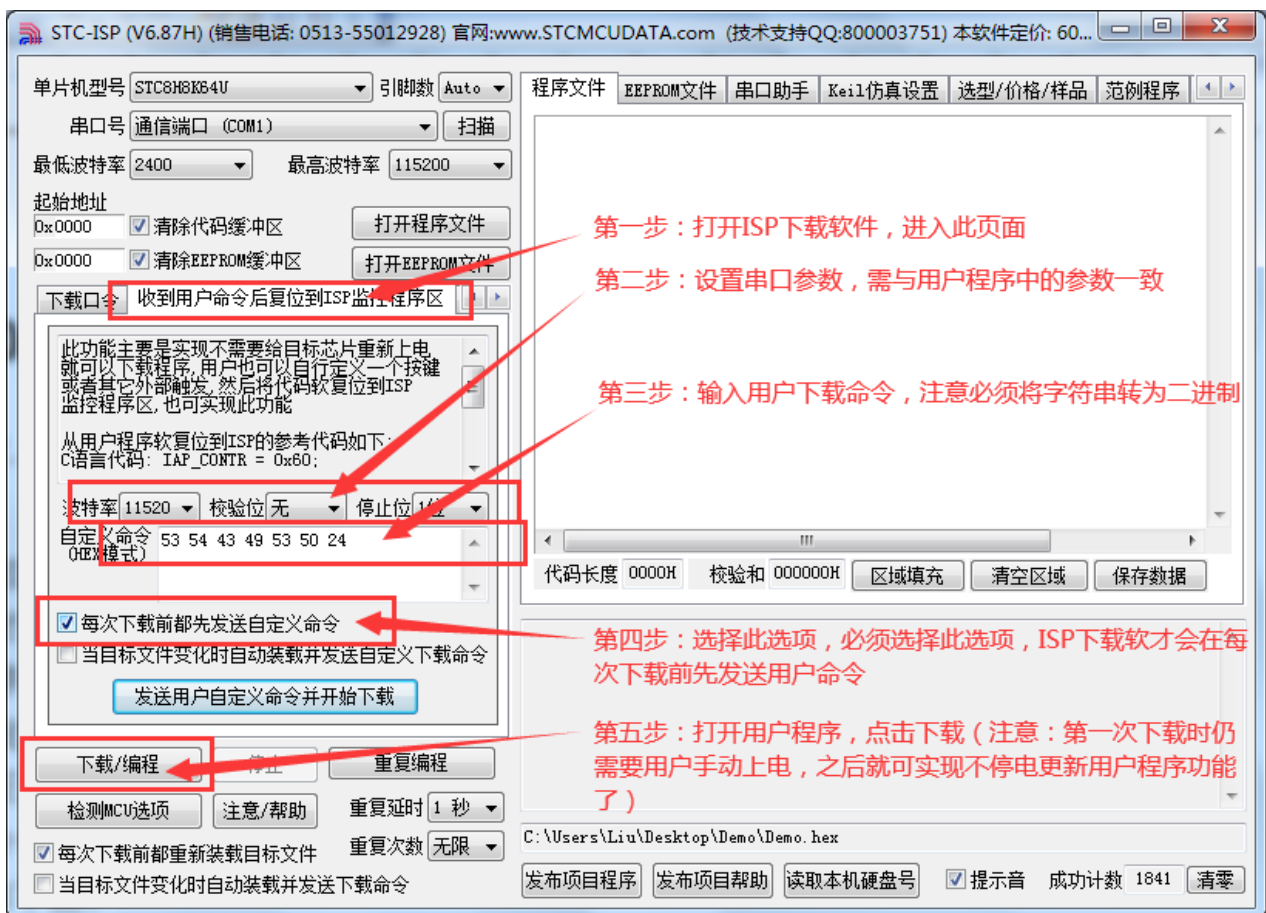 STC-ISP (V6.87H) (销售电话: 0513-55012928) 官网:www.STCMCUDATA.com (技术支持QQ:800003751) 本软件定价: 60...
单片机型号 STC8H8K64U 引脚数 Auto
串口号 通信端口 (COM1) 扫描
最低波特率 2400 最高波特率 115200
起始地址
0x0000 清除代码缓冲区 打开程序文件
0x0000 清除EEPROM缓冲区 打开EEPROM文件
下载口令 收到用户命令后复位到ISP监控程序区
此功能主要是实现不需要给目标芯片重新上电,
就可以下载程序,用户也可以自行定义一个按键
或者其它外部触发,然后将代码软复位到ISP
监控程序区,也可实现此功能
从用户程序软复位到ISP的参考代码如下:
C语言代码: IAP_CONTR = 0x60;
波特率 11520 校验位 无 停止位 1位
自定义命令 53 54 43 49 53 50 24
(HEX模式)
每次下载前都先发送自定义命令
当目标文件变化时自动装载并发送自定义下载命令
发送用户自定义命令并开始下载
下载/编程 停止 重复编程
检测MCU选项 注意/帮助 重复延时 1 秒
每次下载前都重新装载目标文件 重复次数 无限
当目标文件变化时自动装载并发送下载命令
程序文件 EEPROM文件 串口助手 Keil仿真设置 选型/价格/样品 范例程序
第一步：打开ISP下载软件，进入此页面
第二步：设置串口参数，需与用户程序中的参数一致
第三步：输入用户下载命令，注意必须将字符串转为二进制
代码长度 0000H 校验和 000000H 区域填充 清空区域 保存数据
第四步：选择此选项，必须选择此选项，ISP下载软才会在每
次下载前先发送用户命令
第五步：打开用户程序，点击下载（注意：第一次下载时仍
需要用户手动上电，之后就可实现不停电更新用户程序功能
了）
C:\Users\Liu\Desktop\Demo\Demo.hex
发布项目程序 发布项目帮助 读取本机硬盘号 提示音 成功计数 1841 清零